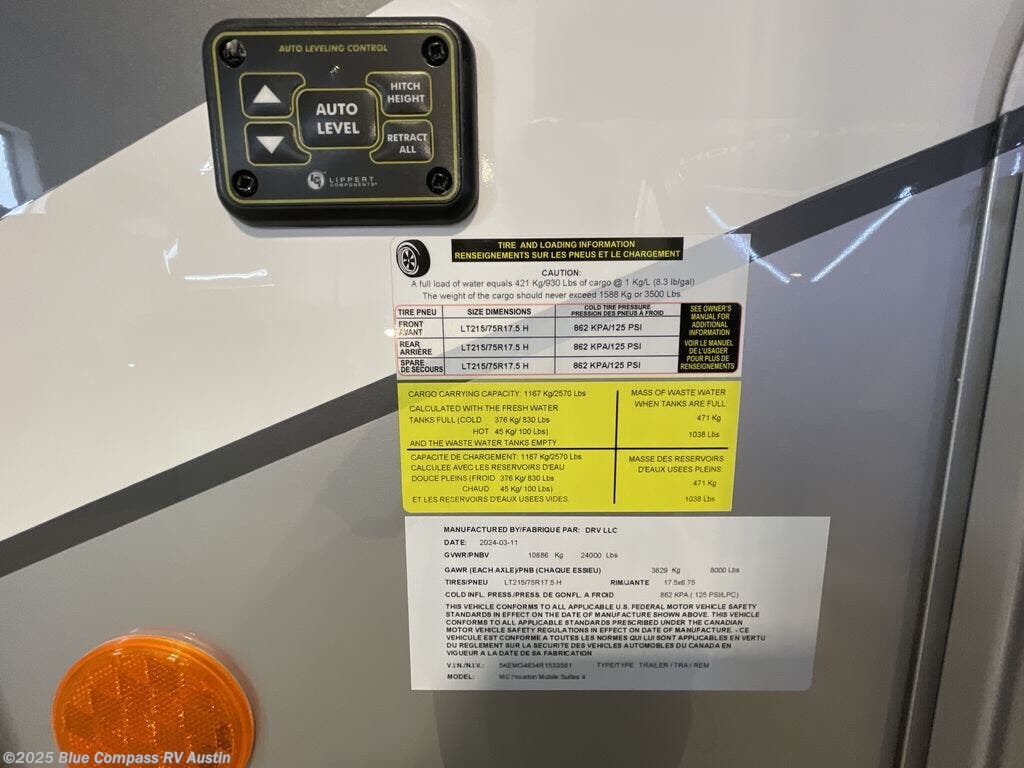 AUTO LEVELING CONTROL
HITCH
HEIGHT
AUTO
LEVEL
RETRACT
ALL
LIPPERT
COMPONENTS
TIRE AND LOADING INFORMATION
RENSEIGNEMENTS SUR LES PNEUS ET LE CHARGEMENT
CAUTION:
A full load of water equals 421 Kg/930 Lbs of cargo @ 1 Kg/L (8.3 lb/gal)
The weight of the cargo should never exceed 1588 Kg or 3500 Lbs.
TIRE PNEU SIZE DIMENSIONS COLD TIRE PRESSURE
PRESSION DES PNEUS À FROID
FRONT
AVANT LT215/75R17.5 H 862 KPA/125 PSI
REAR
ARRIÈRE LT215/75R17.5 H 862 KPA/125 PSI
SPARE
DE SECOURS LT215/75R17.5 H 862 KPA/125 PSI
SEE OWNER'S
MANUAL FOR
ADDITIONAL
INFORMATION
VOIR LE MANUEL
DE L'USAGER
POUR PLUS DE
RENSEIGNEMENTS
CARGO CARRYING CAPACITY: 1167 Kg/2570 Lbs
CALCULATED WITH THE FRESH WATER
TANKS FULL (COLD 376 Kg/ 830 Lbs
HOT 45 Kg/ 100 Lbs)
AND THE WASTE WATER TANKS EMPTY
MASS OF WASTE WATER
WHEN TANKS ARE FULL:
471 Kg
1038 Lbs
CAPACITE DE CHARGEMENT: 1167 Kg/2570 Lbs
CALCULEE AVEC LES RESERVOIRS D'EAU
DOUCE PLEINS (FROID 376 Kg/ 830 Lbs
CHAUD 45 Kg/ 100 Lbs)
ET LES RESERVOIRS D'EAUX USEES VIDES.
MASSE DES RESERVOIRS
D'EAUX USEES PLEINS:
471 Kg
1038 Lbs
MANUFACTURED BY/FABRIQUE PAR: DRV LLC
DATE: 2024-03-11
GVWR/PNBV 10886 Kg 24000 Lbs
GAWR (EACH AXLE)/PNB (CHAQUE ESSIEU) 3629 Kg 8000 Lbs
TIRES/PNEU LT215/75R17.5 H RIM/JANTE 17.5x6.75
COLD INFL. PRESS./PRESS. DE GONFL. A FROID 862 KPA ( 125 PSI/LPC)
THIS VEHICLE CONFORMS TO ALL APPLICABLE U.S. FEDERAL MOTOR VEHICLE SAFETY
STANDARDS IN EFFECT ON THE DATE OF MANUFACTURE SHOWN ABOVE. THIS VEHICLE
CONFORMS TO ALL APPLICABLE STANDARDS PRESCRIBED UNDER THE CANADIAN
MOTOR VEHICLE SAFETY REGULATIONS IN EFFECT ON DATE OF MANUFACTURE. - CE
VEHICULE EST CONFORME A TOUTES LES NORMES QUI LUI SONT APPLICABLES EN VERTU
DU REGLEMENT SUR LA SECURITE DES VEHICULES AUTOMOBILES DU CANADA EN
VIGUEUR A LA DATE DE SA FABRICATION
V.I.N./N.I.V.: 5KEMG4634R1533561 TYPE/TYPE TRAILER / TRA / REM
MODEL: MS Houston Mobile Suites 4
©2025 Blue Compass RV Austin